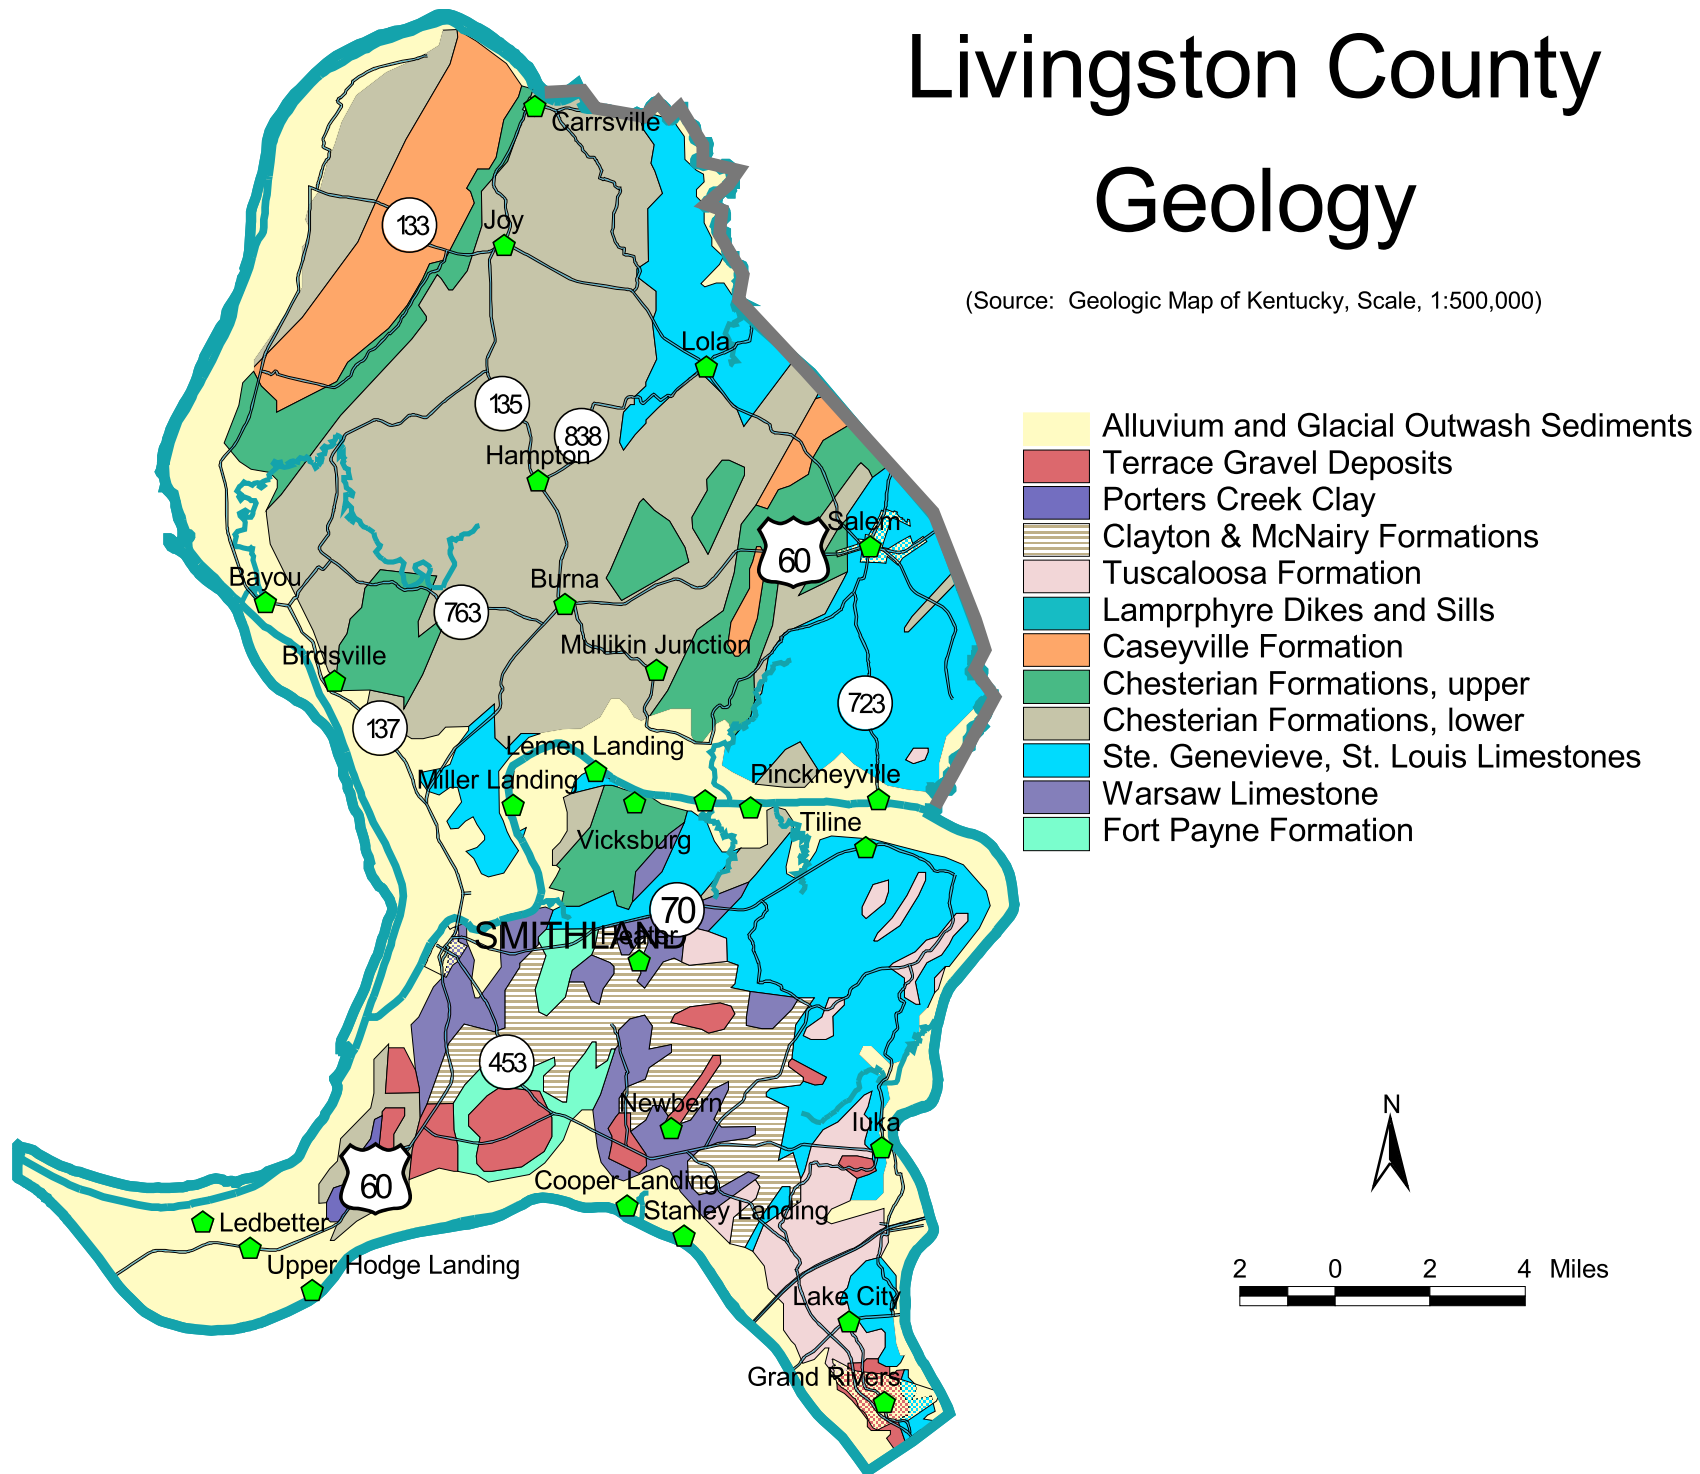 Livingston County
Geology
(Source: Geologic Map of Kentucky, Scale, 1:500,000)
Alluvium and Glacial Outwash Sediments
Terrace Gravel Deposits
Porters Creek Clay
Clayton & McNairy Formations
Tuscaloosa Formation
Lamprphyre Dikes and Sills
Caseyville Formation
Chesterian Formations, upper
Chesterian Formations, lower
Ste. Genevieve, St. Louis Limestones
Warsaw Limestone
Fort Payne Formation
Carrsville
133
Joy
Lola
135
838
Hampton
Salem
60
Bayou
Burna
763
Mullikin Junction
Birdsville
723
137
Lemen Landing
Miller Landing
Pinckneyville
Tiline
Vicksburg
70
SMITHLAND
Heater
453
Newbern
Iuka
60
Cooper Landing
Stanley Landing
Ledbetter
Upper Hodge Landing
Lake City
Grand Rivers
N
2 0 2 4 Miles